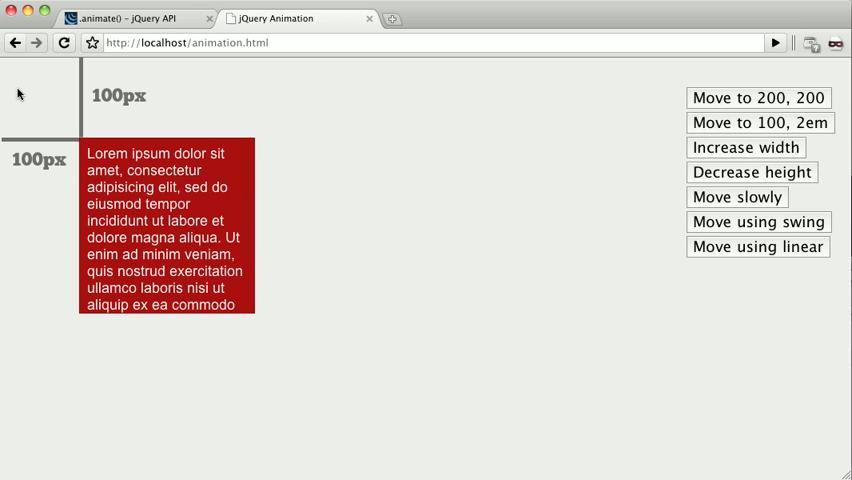 .animate() – jQuery API
jQuery Animation
http://localhost/animation.html
100px
100px
Lorem ipsum dolor sit
amet, consectetur
adipisicing elit, sed do
eiusmod tempor
incididunt ut labore et
dolore magna aliqua. Ut
enim ad minim veniam,
quis nostrud exercitation
ullamco laboris nisi ut
aliquip ex ea commodo
Move to 200, 200
Move to 100, 2em
Increase width
Decrease height
Move slowly
Move using swing
Move using linear